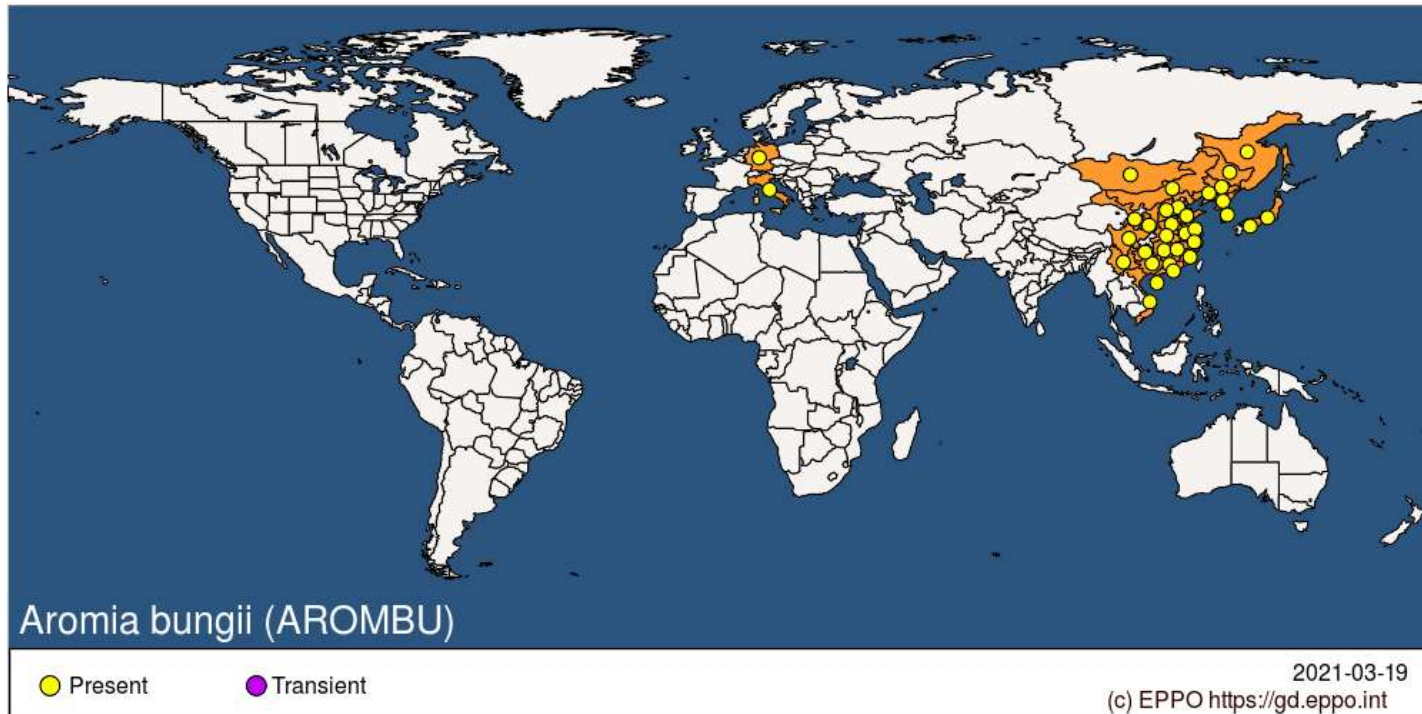 Aromia bungii (AROMBU)
Present
Transient
2021-03-19
(c) EPPO https://gd.eppo.int